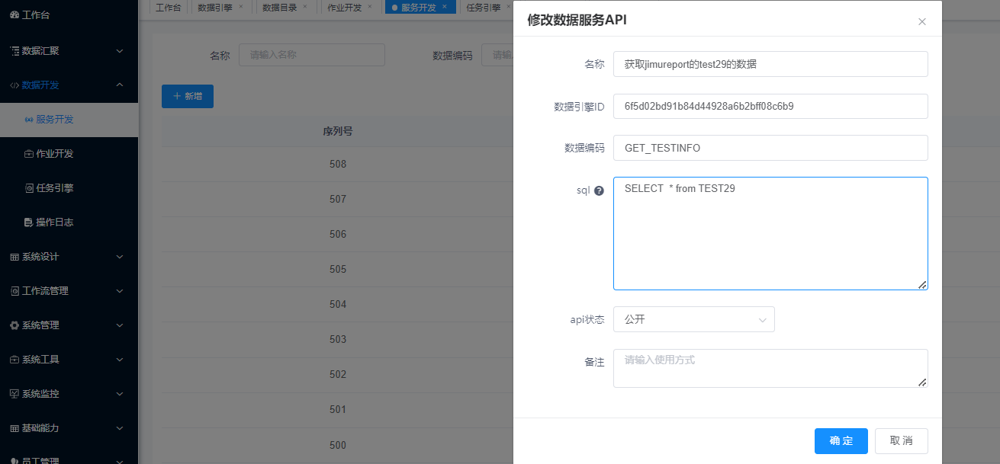 工作台
数据汇聚
数据开发
服务开发
作业开发
任务引擎
操作日志
系统设计
工作流管理
系统管理
系统工具
系统监控
基础能力
员工管理
工作台 数据引擎 × 数据目录 × 作业开发 × 服务开发 × 任务引擎 ×
名称 请输入名称 数据编码 请输入
+ 新增
序列号
508
507
506
505
504
503
502
501
500
修改数据服务API ×
名称 获取jimureport的test29的数据
数据引擎ID 6f5d02bd91b84d44928a6b2bff08c6b9
数据编码 GET_TESTINFO
sql ? SELECT * from TEST29
api状态 公开
备注 请输入使用方式
确 定 取 消